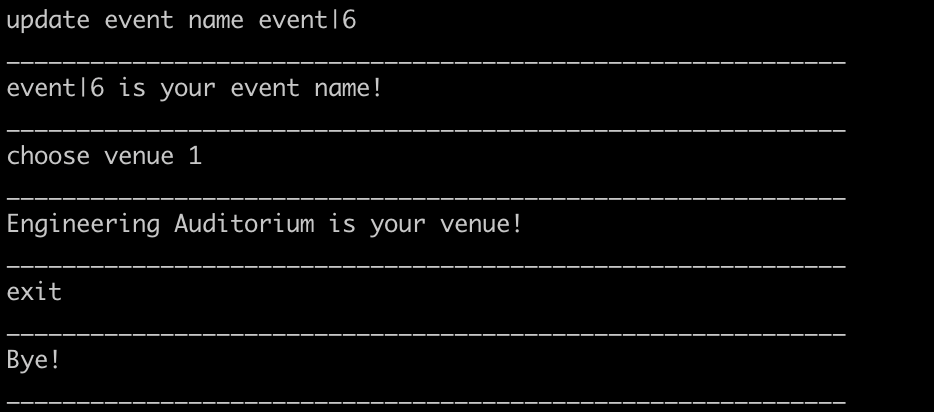 update event name event|6
____________________________________________________________
event|6 is your event name!
____________________________________________________________
choose venue 1
____________________________________________________________
Engineering Auditorium is your venue!
____________________________________________________________
exit
____________________________________________________________
Bye!
____________________________________________________________